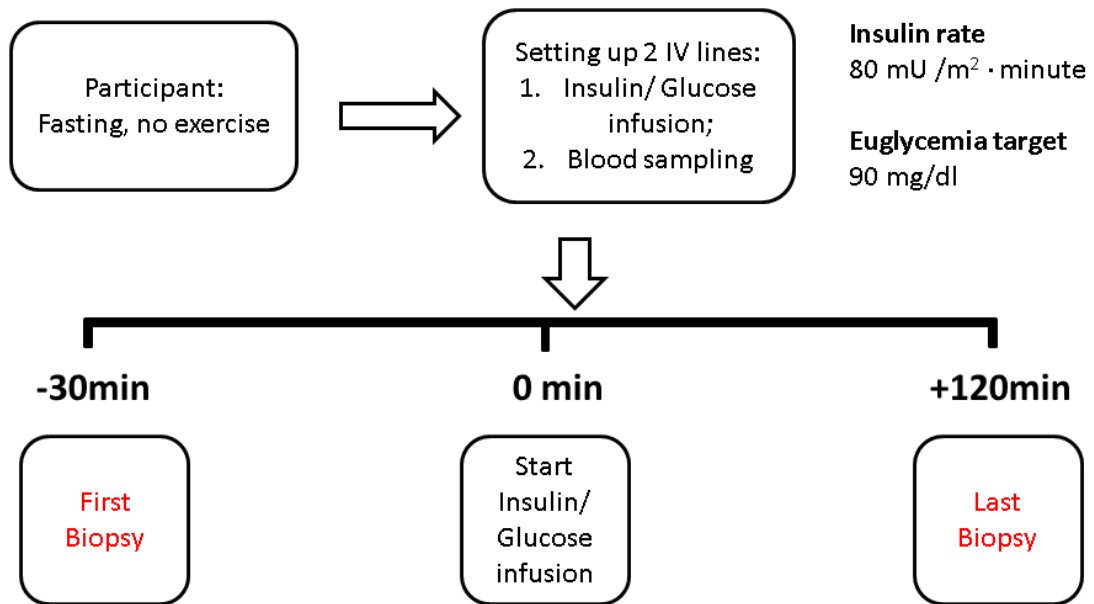 Participant:
Fasting, no exercise
Setting up 2 IV lines:
1. Insulin/ Glucose
infusion;
2. Blood sampling
Insulin rate
80 mU /m² · minute
Euglycemia target
90 mg/dl
-30min
0 min
+120min
First
Biopsy
Start
Insulin/
Glucose
infusion
Last
Biopsy